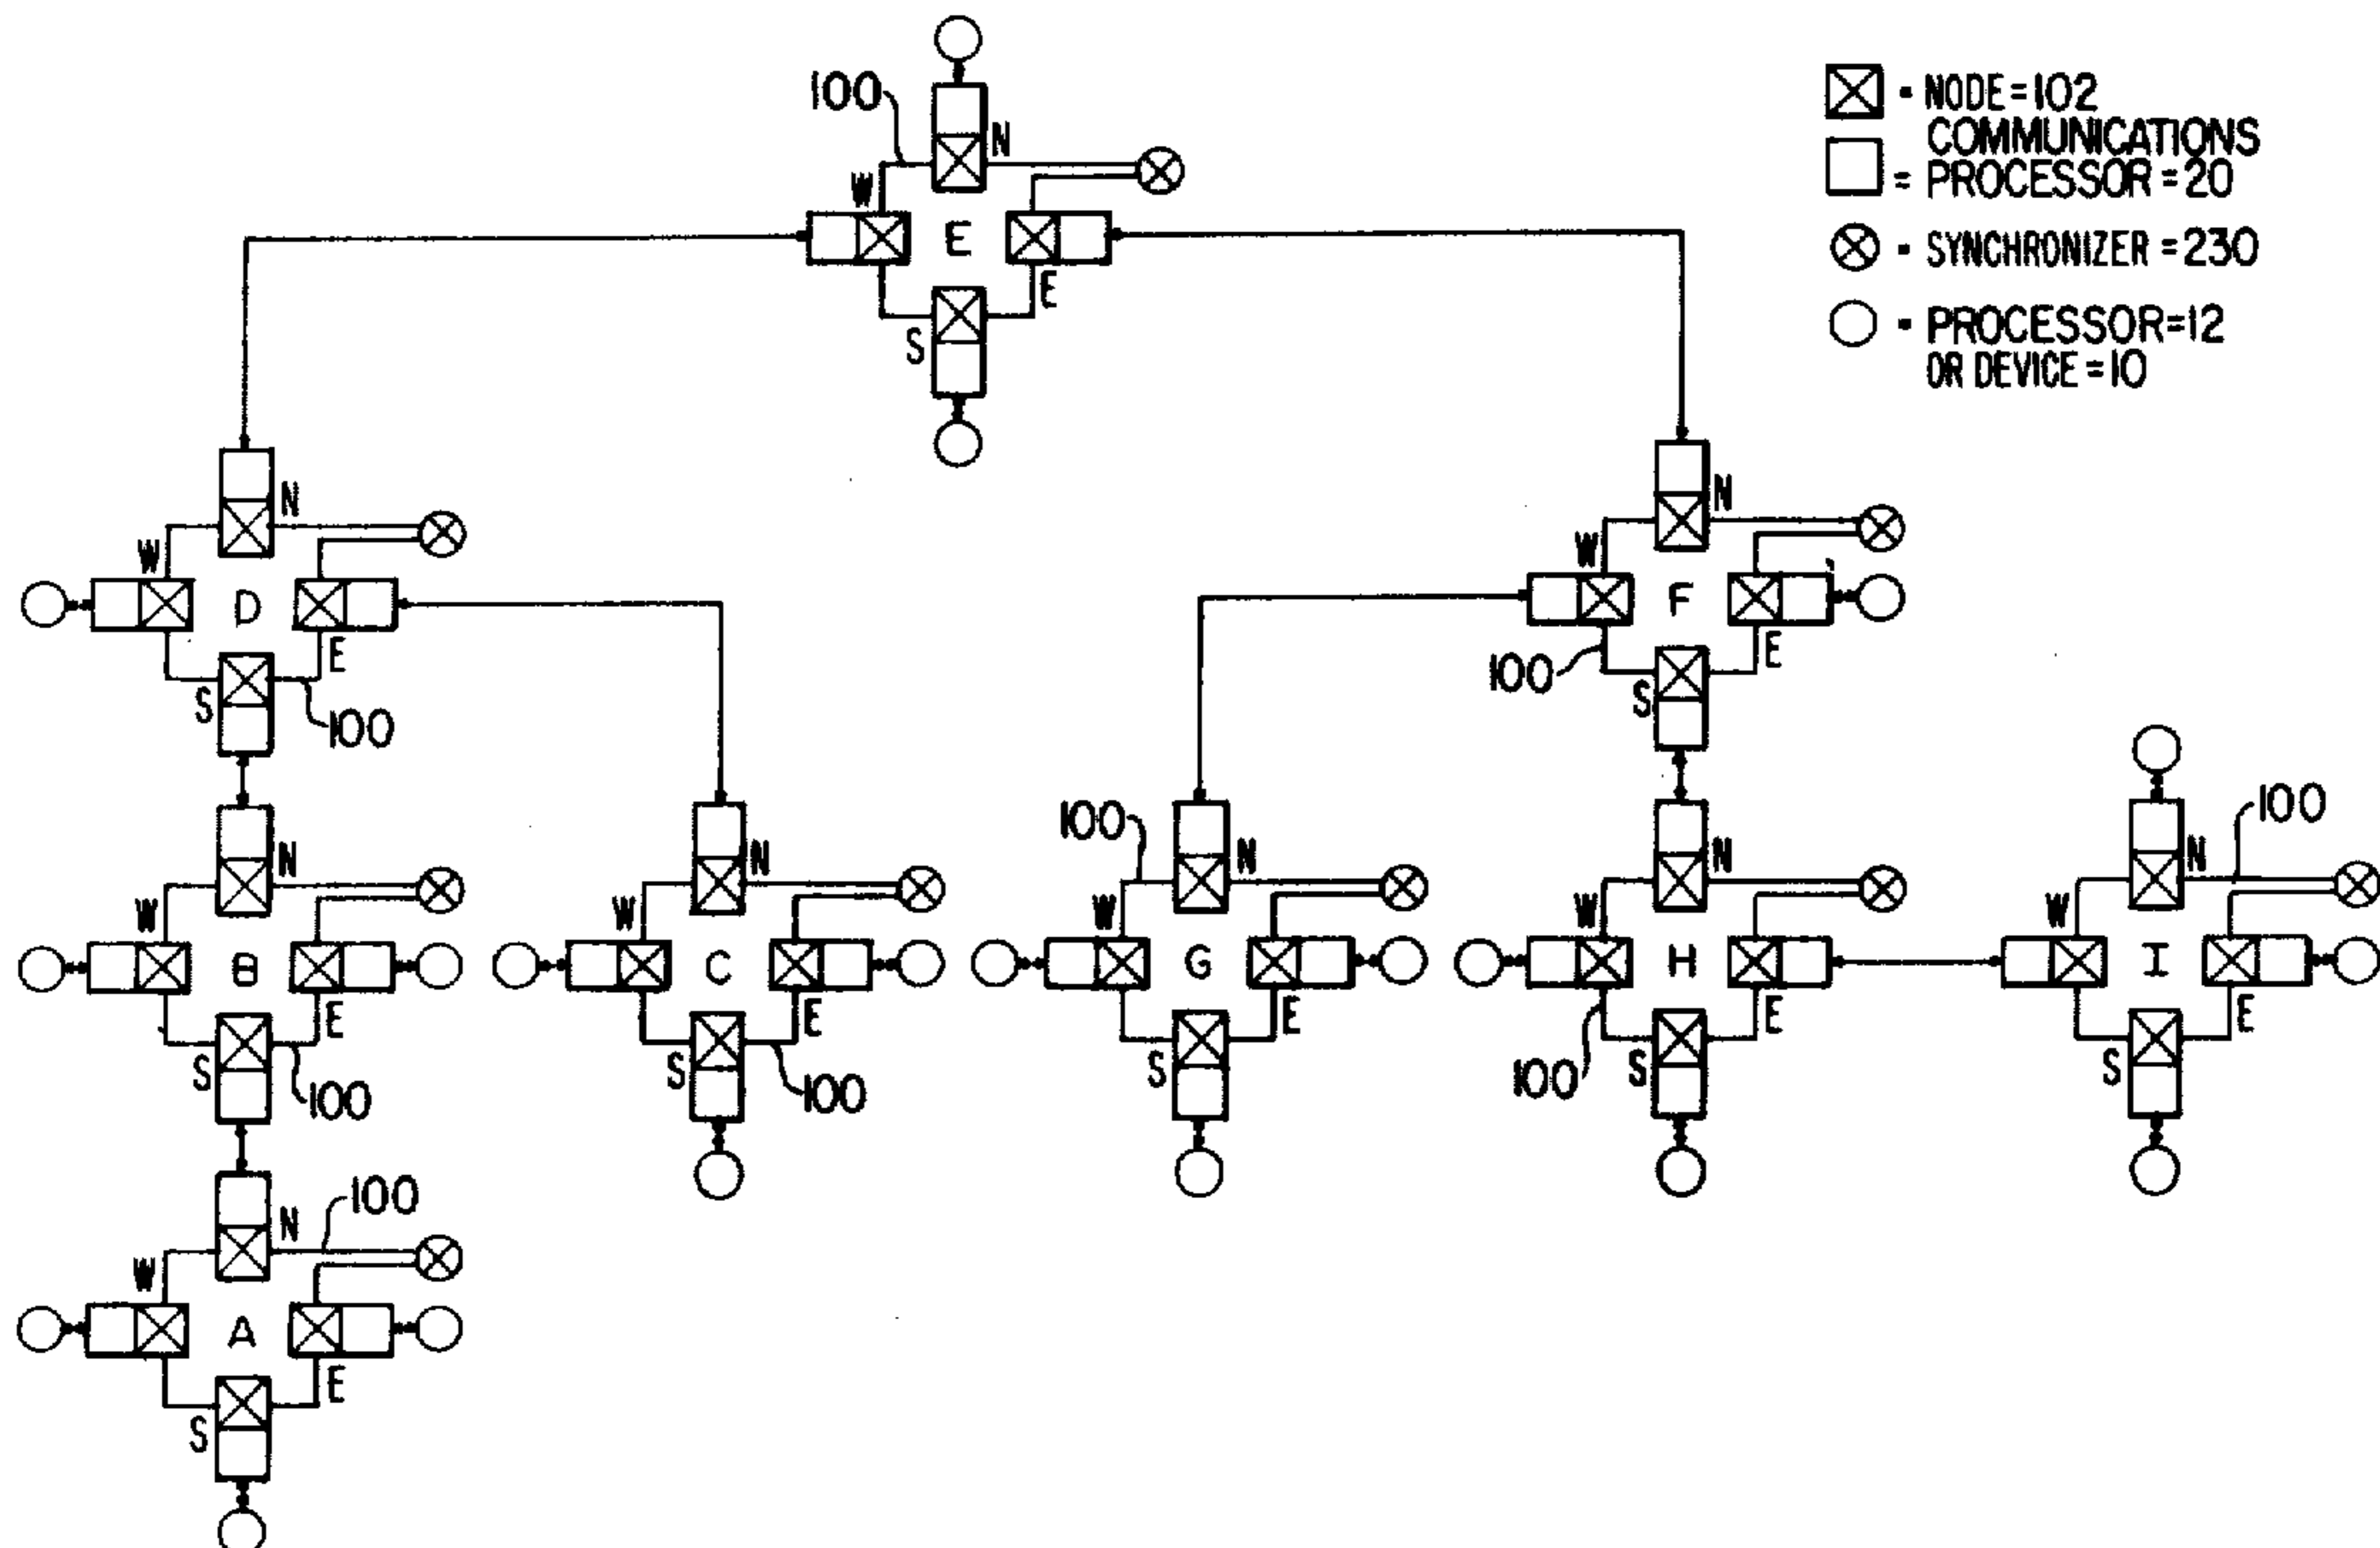 100
N
W
E
E
S
⊠ = NODE = 102
COMMUNICATIONS
□ = PROCESSOR = 20
⊗ = SYNCHRONIZER = 230
○ = PROCESSOR = 12
OR DEVICE = 10
N
W
D
E
S
100
N
W
F
E
100
S
N
W
B
E
S
100
N
W
C
E
S
100
100
N
W
G
E
S
N
W
H
E
100
S
100
N
W
I
E
S
100
N
W
A
E
S